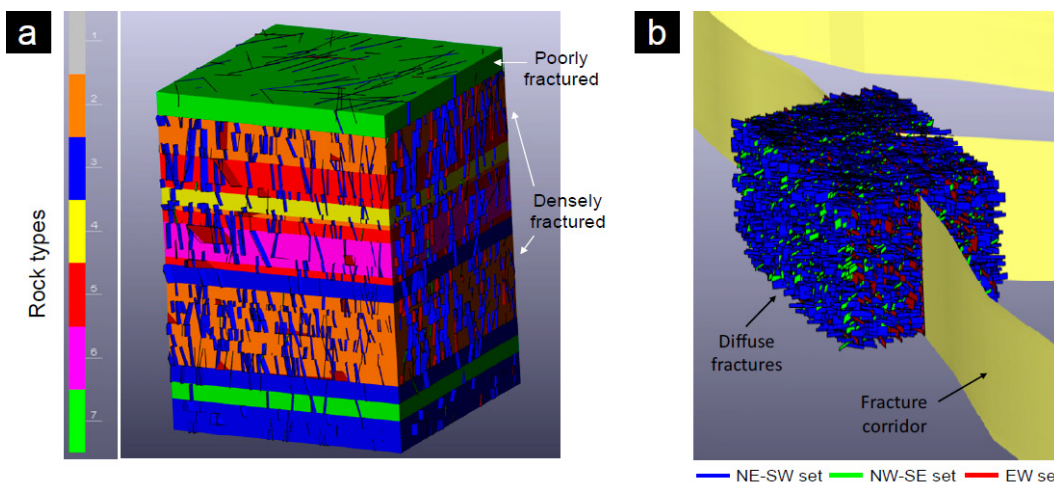 a
b
1
2
3
4
5
6
7
Rock types
Poorly
fractured
Densely
fractured
Diffuse
fractures
Fracture
corridor
NE-SW set NW-SE set EW se